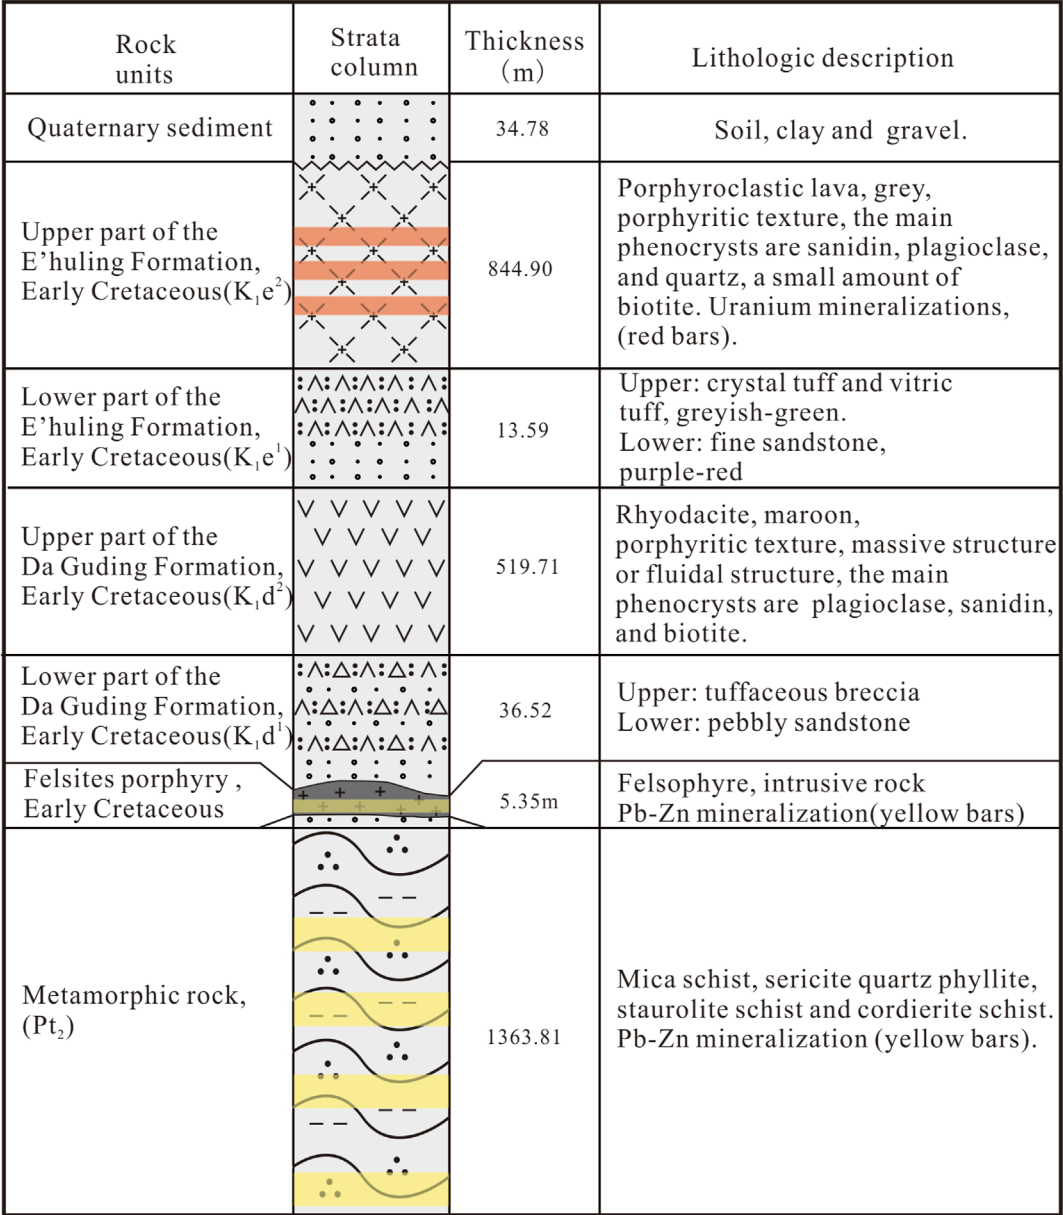 Rock
units
Strata
column
Thickness
(m)
Lithologic description
Quaternary sediment
34.78
Soil, clay and gravel.
Upper part of the
E'huling Formation,
Early Cretaceous(K₁e²)
844.90
Porphyroclastic lava, grey,
porphyritic texture, the main
phenocrysts are sanidin, plagioclase,
and quartz, a small amount of
biotite. Uranium mineralizations,
(red bars).
Lower part of the
E'huling Formation,
Early Cretaceous(K₁e¹)
13.59
Upper: crystal tuff and vitric
tuff, greyish-green.
Lower: fine sandstone,
purple-red
Upper part of the
Da Guding Formation,
Early Cretaceous(K₁d²)
519.71
Rhyodacite, maroon,
porphyritic texture, massive structure
or fluidal structure, the main
phenocrysts are plagioclase, sanidin,
and biotite.
Lower part of the
Da Guding Formation,
Early Cretaceous(K₁d¹)
36.52
Upper: tuffaceous breccia
Lower: pebbly sandstone
Felsites porphyry ,
Early Cretaceous
5.35m
Felsophyre, intrusive rock
Pb-Zn mineralization(yellow bars)
Metamorphic rock,
(Pt₂)
1363.81
Mica schist, sericite quartz phyllite,
staurolite schist and cordierite schist.
Pb-Zn mineralization (yellow bars).